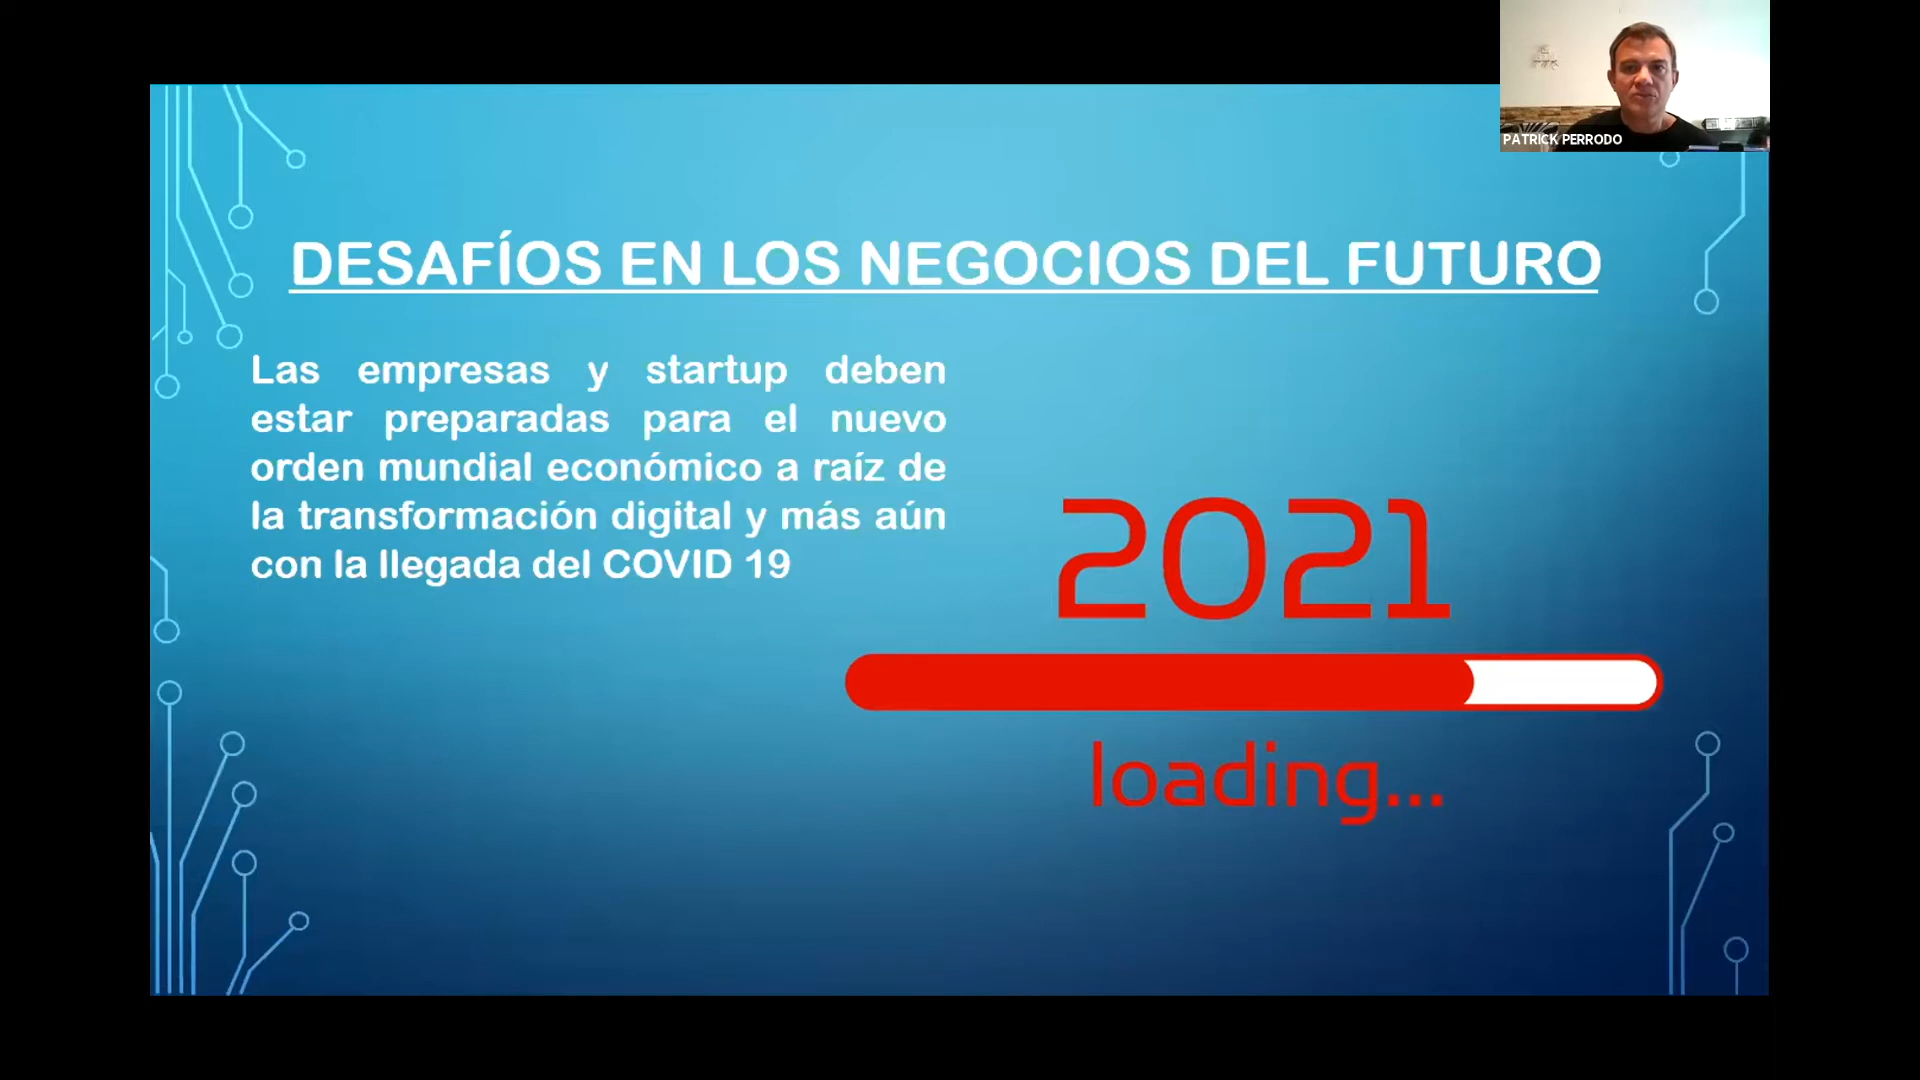 PATRICK PERRODO
DESAFÍOS EN LOS NEGOCIOS DEL FUTURO
Las empresas y startup deben
estar preparadas para el nuevo
orden mundial económico a raíz de
la transformación digital y más aún
con la llegada del COVID 19
2021
loading...